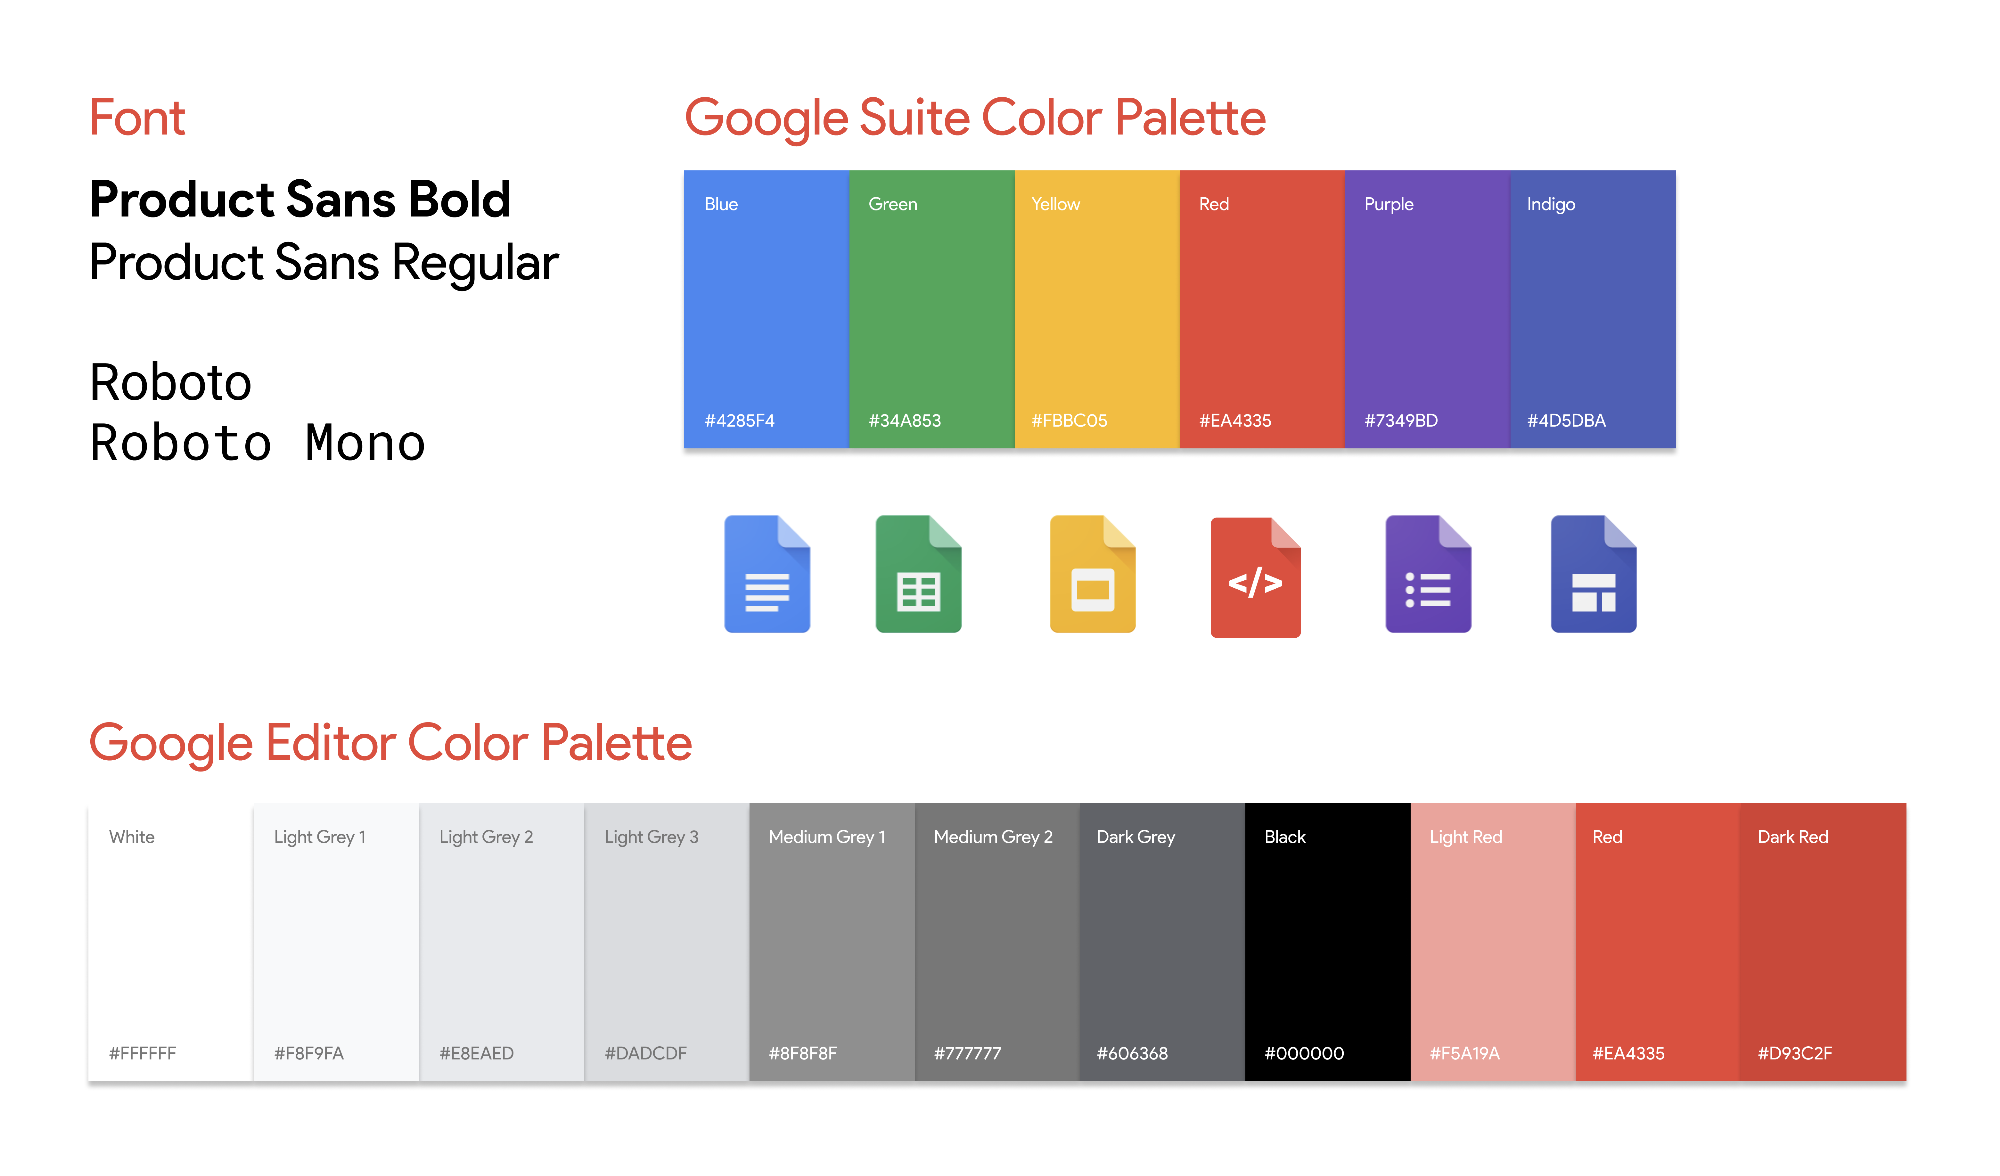 Font
Product Sans Bold
Product Sans Regular
Roboto
Roboto Mono
Google Suite Color Palette
Blue Green Yellow Red Purple Indigo
#4285F4 #34A853 #FBBC05 #EA4335 #7349BD #4D5DBA
</>
Google Editor Color Palette
White Light Grey 1 Light Grey 2 Light Grey 3 Medium Grey 1 Medium Grey 2 Dark Grey Black Light Red Red Dark Red
#FFFFFF #F8F9FA #E8EAED #DADCDF #8F8F8F #777777 #606368 #000000 #F5A19A #EA4335 #D93C2F